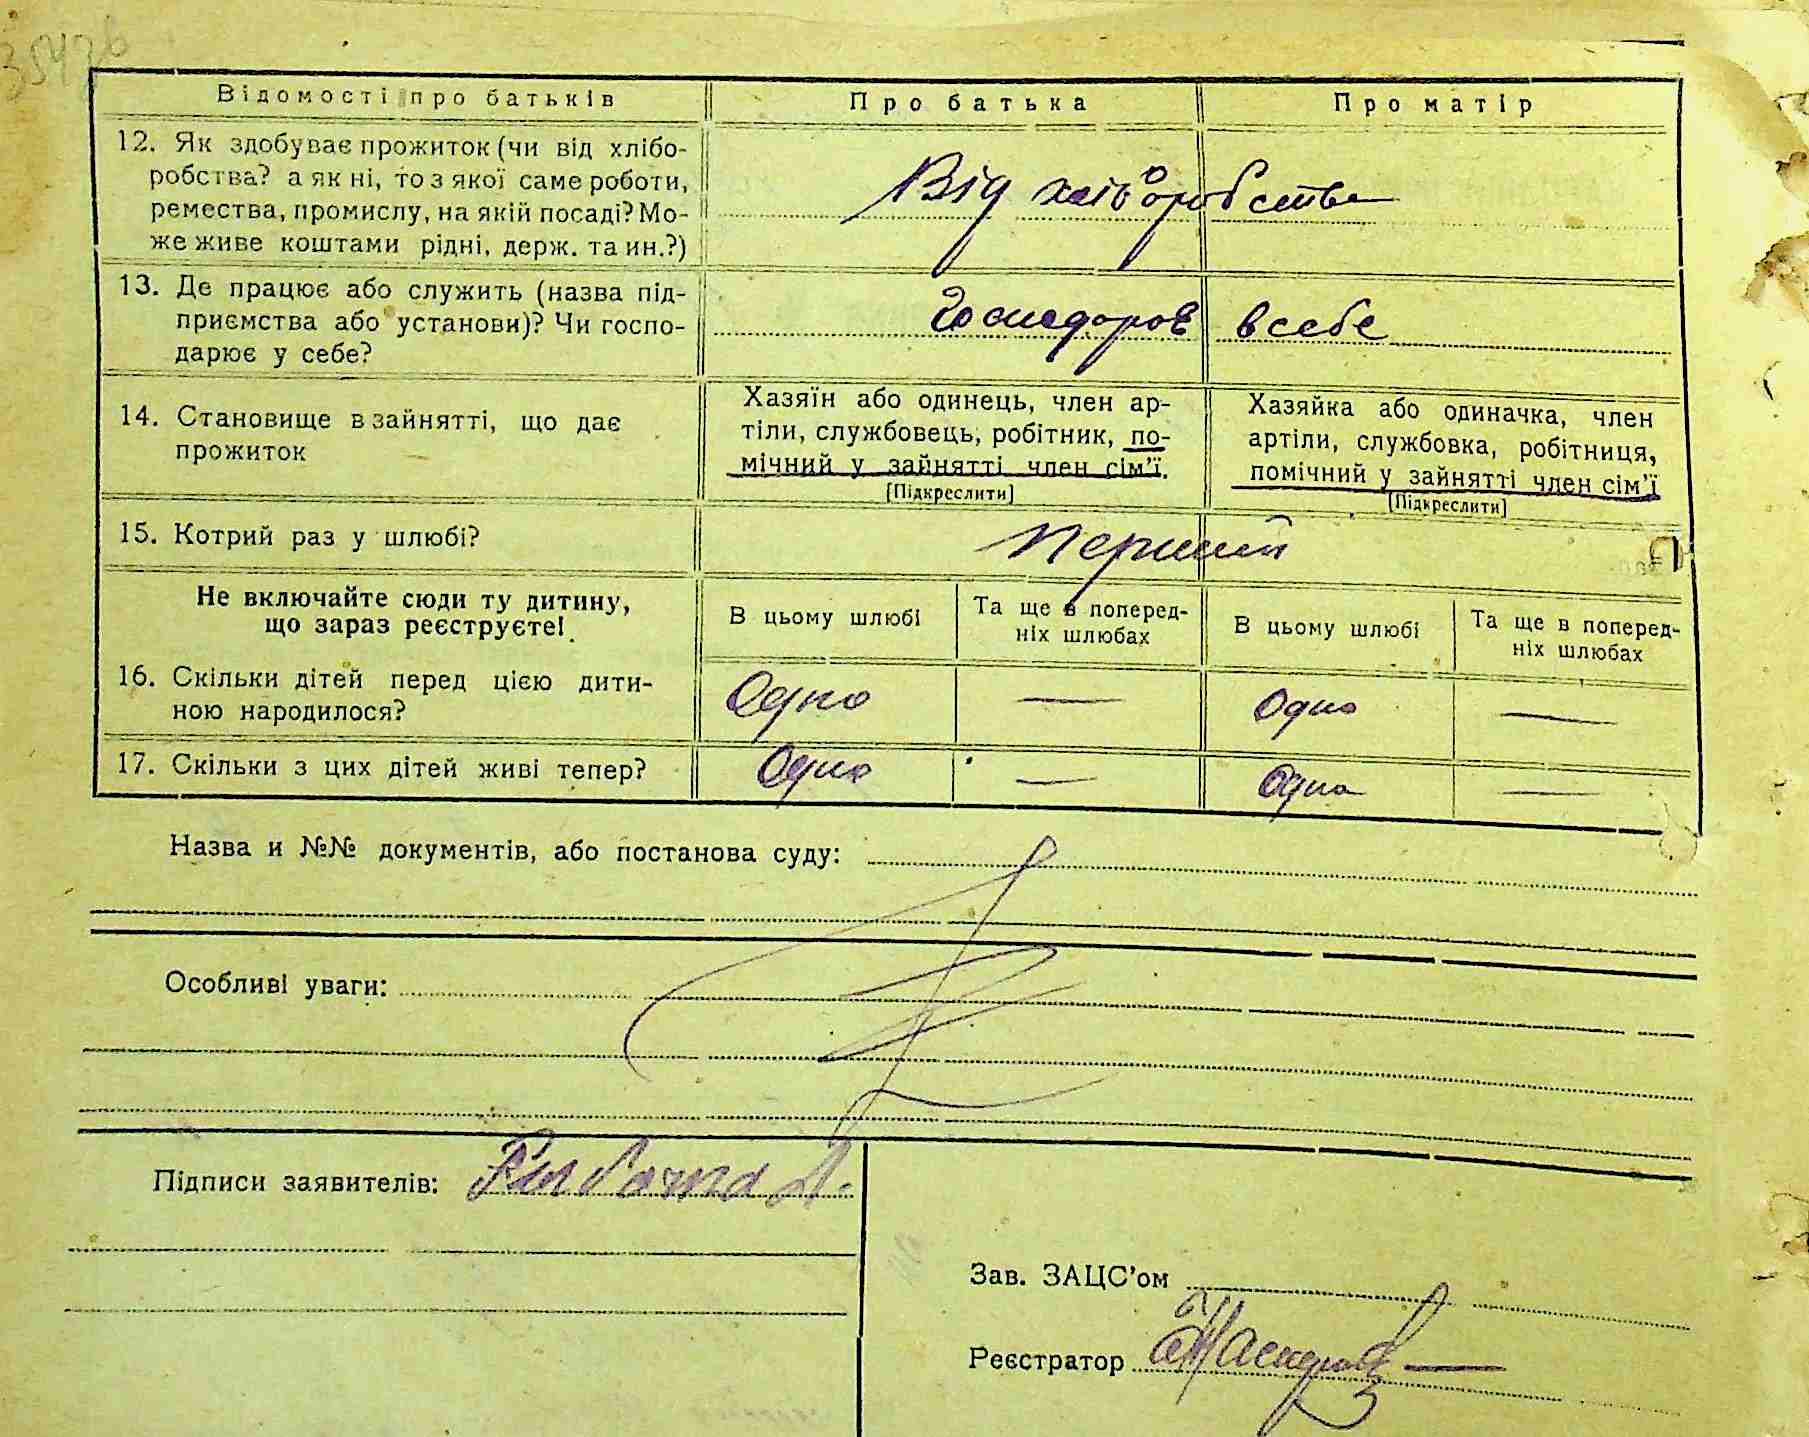 Відомості про батьків Про батька Про матір
12. Як здобуває прожиток (чи від хлібо-
робства? а як ні, то з якої саме роботи,
ремества, промислу, на якій посаді? Мо-
же живе коштами рідні, держ. та ин.?)
Від хліборобства
13. Де працює або служить (назва під-
приємства або установи)? Чи госпо-
дарює у себе?
в себе
14. Становище в зайнятті, що дає
прожиток
Хазяїн або одинець, член ар-
тіли, службовець, робітник, по-
мічний у зайнятті член сім'ї.
[Підкреслити]
Хазяйка або одиначка, член
артіли, службовка, робітниця,
помічний у зайнятті член сім'ї
[Підкреслити]
15. Котрий раз у шлюбі?
Перший
Не включайте сюди ту дитину,
що зараз реєструєте!
В цьому шлюбі
Та ще в поперед-
ніх шлюбах
В цьому шлюбі
Та ще в поперед-
ніх шлюбах
16. Скільки дітей перед цією дити-
ною народилося?
Одно — Одно —
17. Скільки з цих дітей живі тепер? Одно — Одно —
Назва и №№ документів, або постанова суду:
Особливі уваги:
Підписи заявителів:
Зав. ЗАЦС'ом
Реєстратор